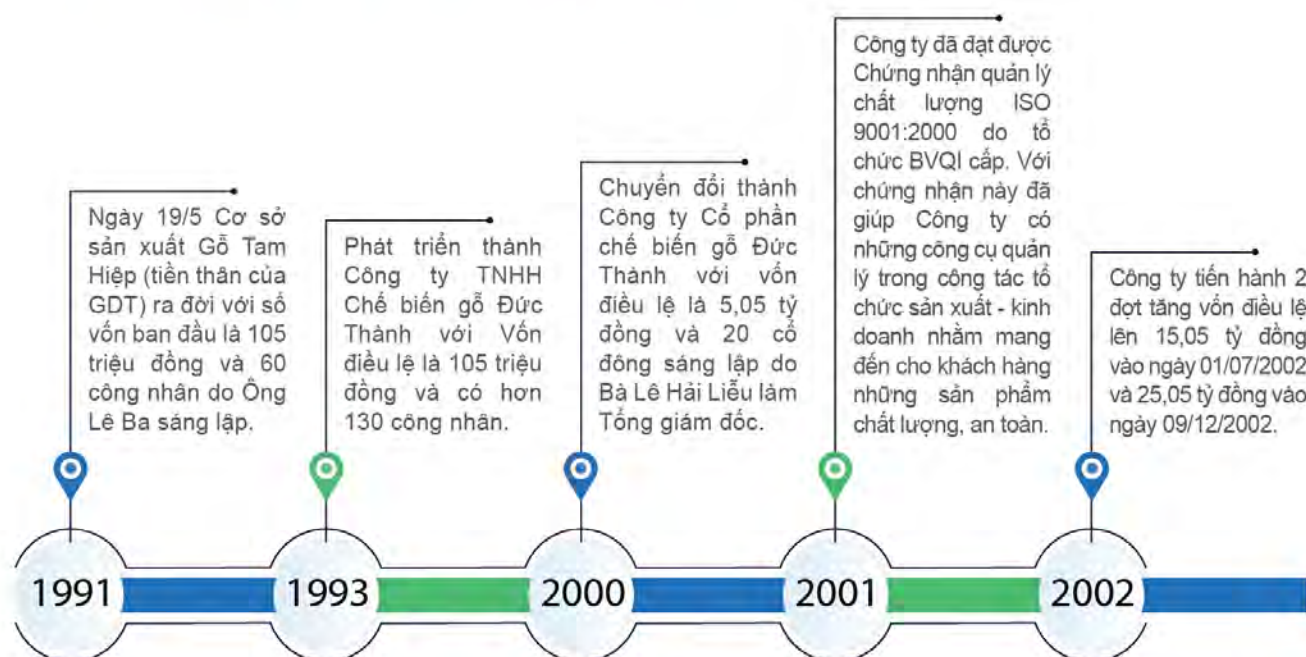 Ngày 19/5 Cơ sở
sản xuất Gỗ Tam
Hiệp (tiền thân của
GDT) ra đời với số
vốn ban đầu là 105
triệu đồng và 60
công nhân do Ông
Lê Ba sáng lập.
1991
Phát triển thành
Công ty TNHH
Chế biến gỗ Đức
Thành với Vốn
điều lệ là 105 triệu
đồng và có hơn
130 công nhân.
1993
Chuyển đổi thành
Công ty Cổ phần
chế biến gỗ Đức
Thành với vốn
điều lệ là 5,05 tỷ
đồng và 20 cổ
đông sáng lập do
Bà Lê Hải Liễu làm
Tổng giám đốc.
2000
Công ty đã đạt được
Chứng nhận quản lý
chất lượng ISO
9001:2000 do tổ
chức BVQI cấp. Với
chứng nhận này đã
giúp Công ty có
những công cụ quản
lý trong công tác tổ
chức sản xuất - kinh
doanh nhằm mang
đến cho khách hàng
những sản phẩm
chất lượng, an toàn.
2001
Công ty tiến hành 2
đợt tăng vốn điều lệ
lên 15,05 tỷ đồng
vào ngày 01/07/2002
và 25,05 tỷ đồng vào
ngày 09/12/2002.
2002